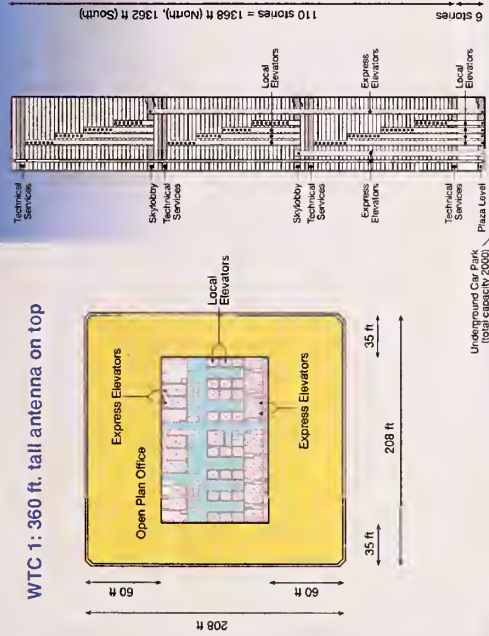 WTC 1: 360 ft. tall antenna on top
Open Plan Office
Express Elevators
Local
Elevators
Express Elevators
60 ft
208 ft
60 ft
35 ft
35 ft
208 ft
Technical
Services
Skylobby
Technical
Services
Skylobby
Technical
Services
Express
Elevators
Technical
Services
Plaza Level
Underground Car Park
(total capacity 2000)
Local
Elevators
Express
Elevators
Local
Elevators
110 stories = 1368 ft (North), 1362 ft (South)
6 stories